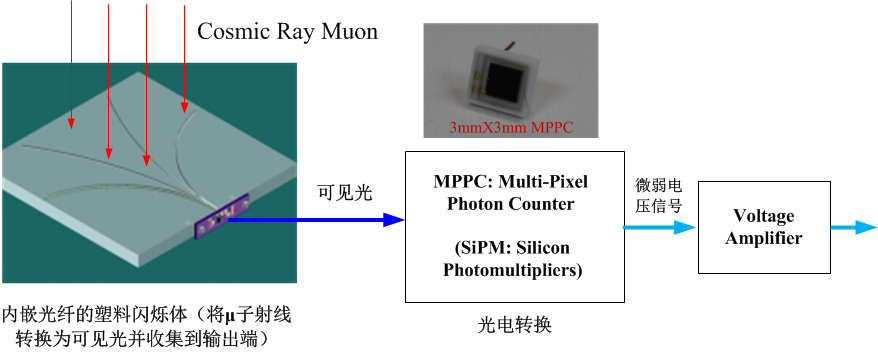 Cosmic Ray Muon
3mmX3mm MPPC
可见光
MPPC: Multi-Pixel
Photon Counter
(SiPM: Silicon
Photomultipliers)
微弱电
压信号
Voltage
Amplifier
内嵌光纤的塑料闪烁体（将μ子射线
转换为可见光并收集到输出端）
光电转换